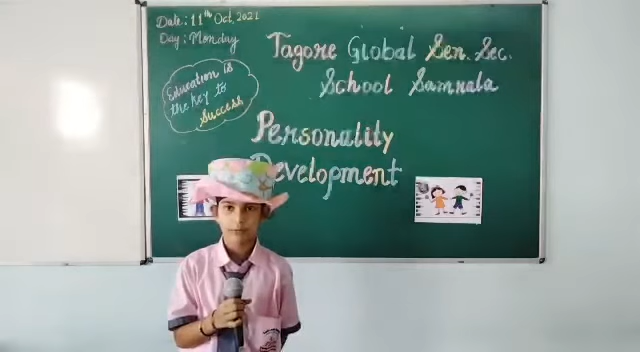 Date: 11th Oct, 2021
Day: Monday
Tagore Global Sen. Sec.
School Samrala
Education is
the key to
Success
Personality
Development